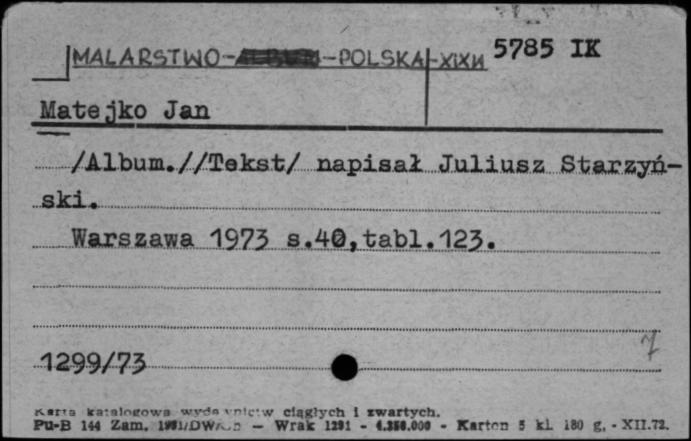 MALARSTWO--POLSKA-XIXW 5785 IK
Matejko Jan
/Album.//Tekst/ napisał Juliusz Starzyń-
ski.
Warszawa 1973 s.40,tabl.123.
7
1299/73
Karta katalogowa wydawnictw ciągłych i zwartych.
Pu-B 144 Zam. — Wrak 1291 - - Karton 5 kl. 180 g. - XII.72.